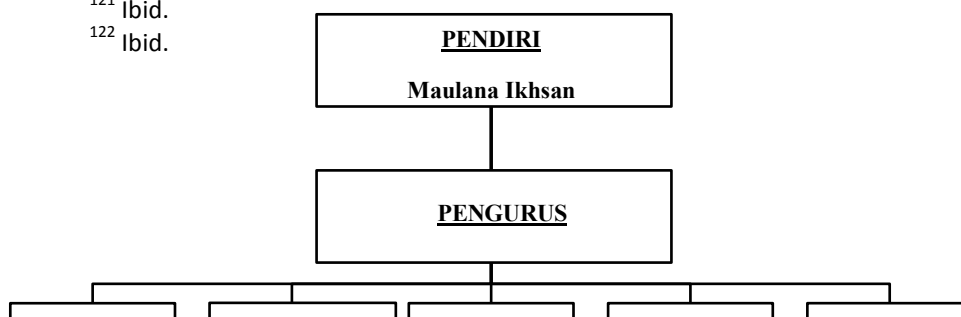 121 Ibid.
122 Ibid.
PENDIRI
Maulana Ikhsan
PENGURUS